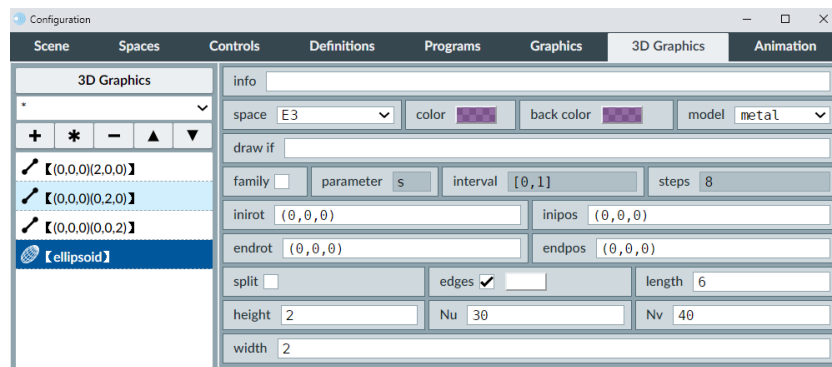 Configuration
Scene Spaces Controls Definitions Programs Graphics 3D Graphics Animation
3D Graphics
*
+ * − ▲ ▼
【(0,0,0)(2,0,0)】
【(0,0,0)(0,2,0)】
【(0,0,0)(0,0,2)】
【ellipsoid】
info
space E3 color back color model metal
draw if
family parameter s interval [0,1] steps 8
inirot (0,0,0) inipos (0,0,0)
endrot (0,0,0) endpos (0,0,0)
split edges length 6
height 2 Nu 30 Nv 40
width 2